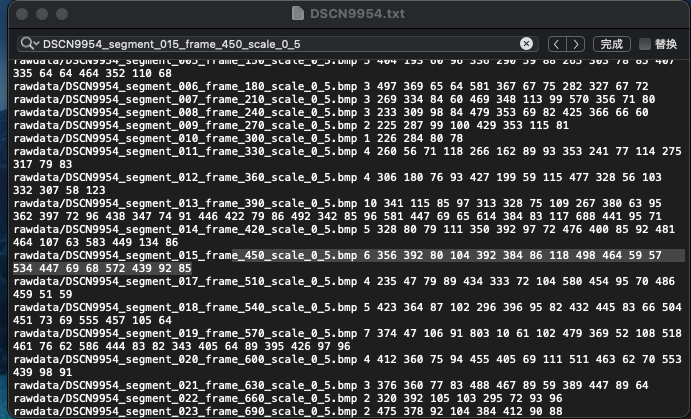 DSCN9954.txt
DSCN9954_segment_015_frame_450_scale_0_5
完成
替换
rawdata/DSCN9954_segment_005_frame_150_scale_0_5.bmp 5 404 193 60 96 336 290 59 88 265 303 78 85 407
335 64 64 464 352 110 68
rawdata/DSCN9954_segment_006_frame_180_scale_0_5.bmp 3 497 369 65 64 581 367 67 75 282 327 67 72
rawdata/DSCN9954_segment_007_frame_210_scale_0_5.bmp 3 269 334 84 60 469 348 113 99 570 356 71 80
rawdata/DSCN9954_segment_008_frame_240_scale_0_5.bmp 3 233 309 98 84 479 353 69 82 425 366 66 60
rawdata/DSCN9954_segment_009_frame_270_scale_0_5.bmp 2 225 287 99 100 429 353 115 81
rawdata/DSCN9954_segment_010_frame_300_scale_0_5.bmp 1 226 284 80 78
rawdata/DSCN9954_segment_011_frame_330_scale_0_5.bmp 4 260 56 71 118 266 162 89 93 353 241 77 114 275
317 79 83
rawdata/DSCN9954_segment_012_frame_360_scale_0_5.bmp 4 306 180 76 93 427 199 59 115 477 328 56 103
332 307 58 123
rawdata/DSCN9954_segment_013_frame_390_scale_0_5.bmp 10 341 115 85 97 313 328 75 109 267 380 63 95
362 397 72 96 438 347 74 91 446 422 79 86 492 342 85 96 581 447 69 65 614 384 83 117 688 441 95 71
rawdata/DSCN9954_segment_014_frame_420_scale_0_5.bmp 5 328 80 79 111 350 392 97 72 476 400 85 92 481
464 107 63 583 449 134 86
rawdata/DSCN9954_segment_015_frame_450_scale_0_5.bmp 6 356 392 80 104 392 384 86 118 498 464 59 57
534 447 69 68 572 439 92 85
rawdata/DSCN9954_segment_017_frame_510_scale_0_5.bmp 4 235 47 79 89 434 333 72 104 580 454 95 70 486
459 51 59
rawdata/DSCN9954_segment_018_frame_540_scale_0_5.bmp 5 423 364 87 102 296 396 95 82 432 445 83 66 504
451 73 69 555 457 105 64
rawdata/DSCN9954_segment_019_frame_570_scale_0_5.bmp 7 374 47 106 91 803 10 61 102 479 369 52 108 518
461 76 62 586 444 83 82 343 405 64 89 395 426 97 96
rawdata/DSCN9954_segment_020_frame_600_scale_0_5.bmp 4 412 360 75 94 455 405 69 111 511 463 62 70 553
439 98 91
rawdata/DSCN9954_segment_021_frame_630_scale_0_5.bmp 3 376 360 77 83 488 467 89 59 389 447 89 64
rawdata/DSCN9954_segment_022_frame_660_scale_0_5.bmp 2 320 392 105 103 295 72 93 96
rawdata/DSCN9954_segment_023_frame_690_scale_0_5.bmp 2 475 378 92 104 384 412 90 88